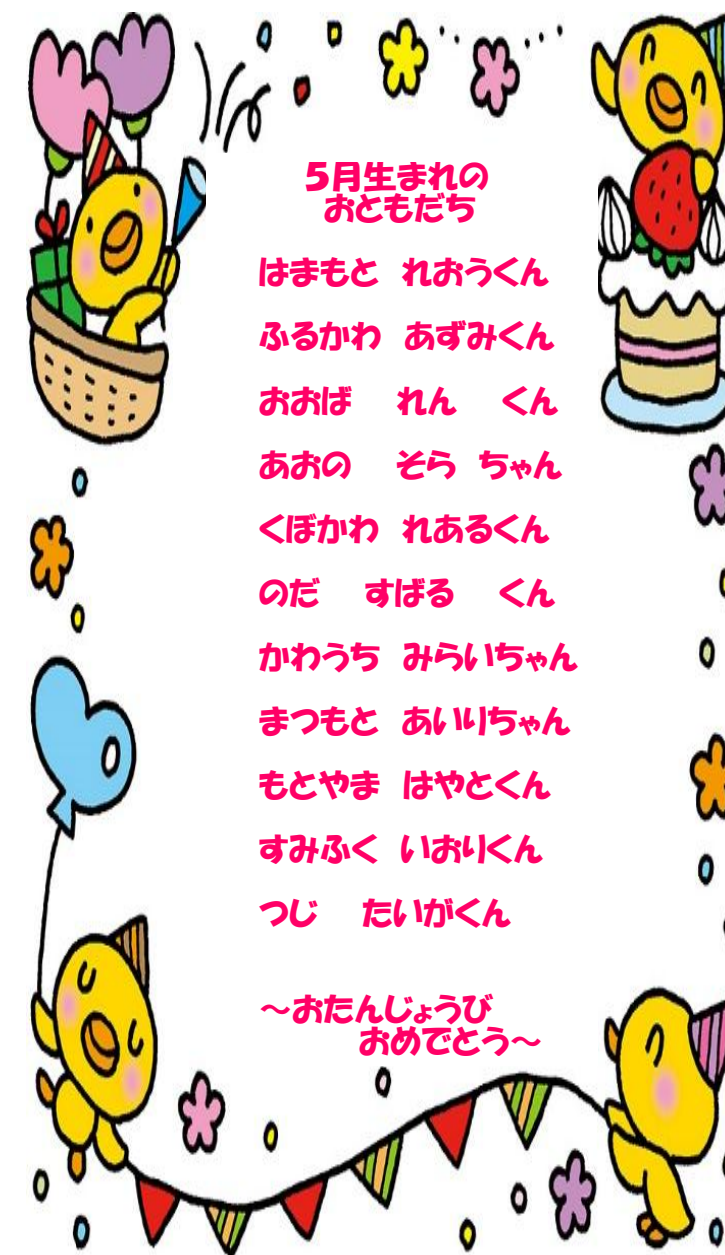 ５月生まれの
おともだち
はまもと　れおうくん
ふるかわ　あずみくん
おおば　れん　くん
あおの　そら　ちゃん
くぼかわ　れあるくん
のだ　すばる　くん
かわうち　みらいちゃん
まつもと　あいりちゃん
もとやま　はやとくん
すみふく　いおりくん
つじ　たいがくん
～おたんじょうび
おめでとう～